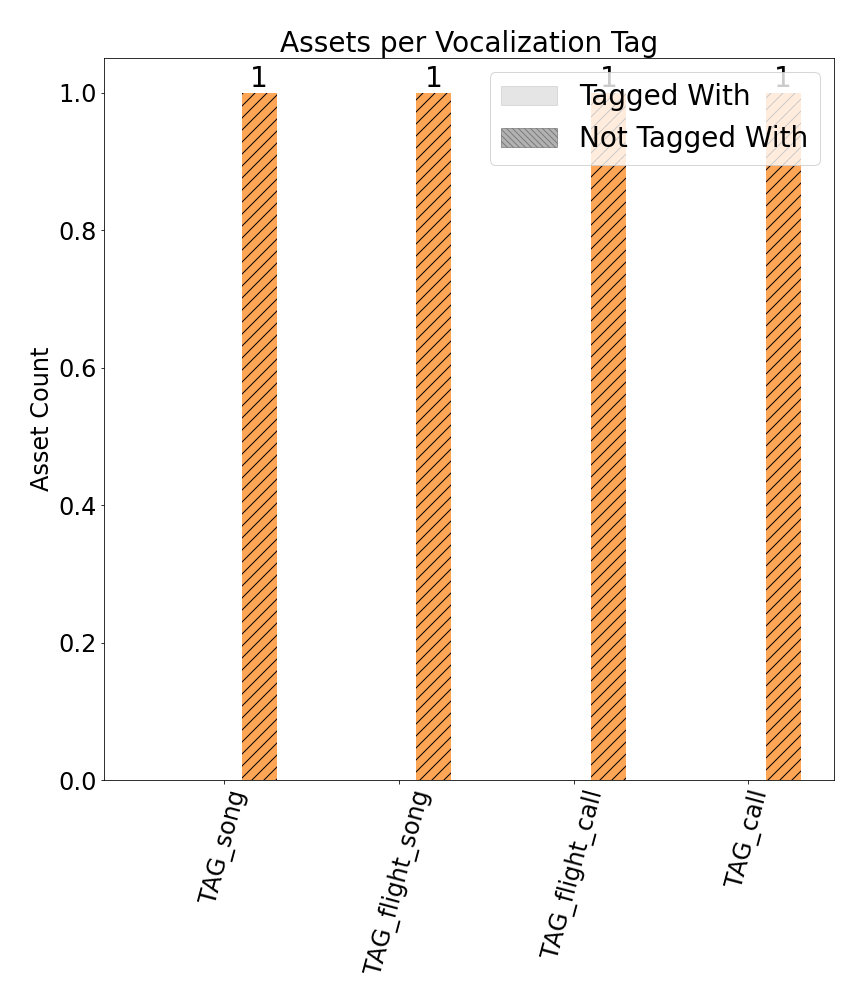 Assets per Vocalization Tag
1 1 1 1
Tagged With
Not Tagged With
1.0
0.8
0.6
0.4
0.2
0.0
Asset Count
TAG_song
TAG_flight_song
TAG_flight_call
TAG_call